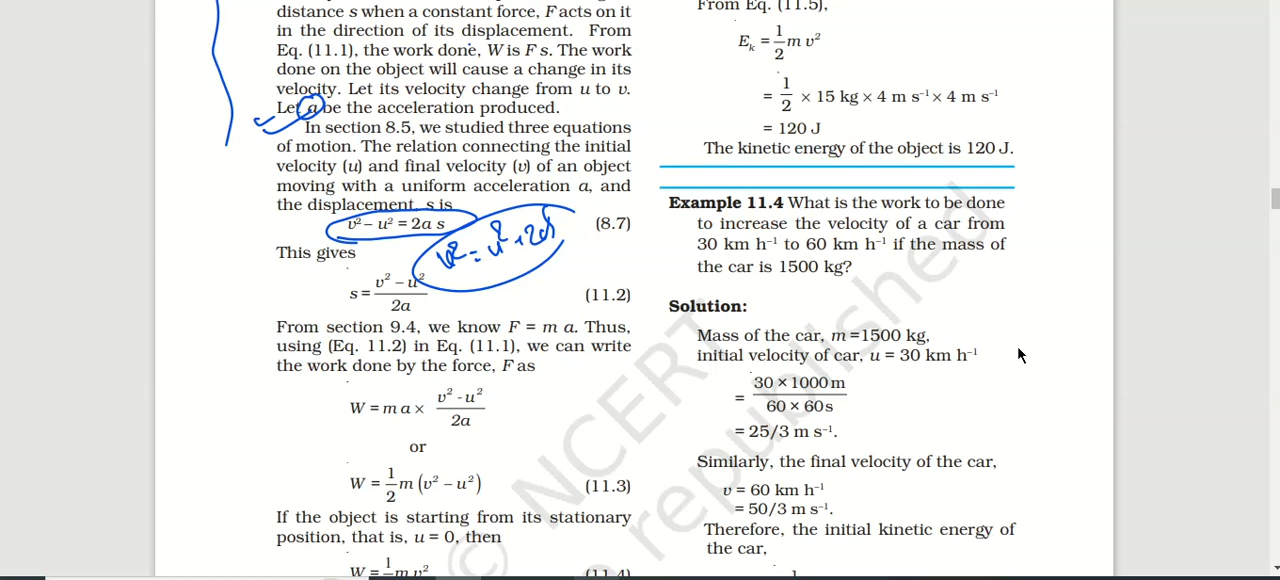 distance s when a constant force, F acts on it
in the direction of its displacement. From
Eq. (11.1), the work done, W is F s. The work
done on the object will cause a change in its
velocity. Let its velocity change from u to v.
Let a be the acceleration produced.
In section 8.5, we studied three equations
of motion. The relation connecting the initial
velocity (u) and final velocity (v) of an object
moving with a uniform acceleration a, and
the displacement, s is
v² – u² = 2a s (8.7)
v² = u² + 2as
This gives
s = (v² – u²)/2a (11.2)
From section 9.4, we know F = m a. Thus,
using (Eq. 11.2) in Eq. (11.1), we can write
the work done by the force, F as
W = m a × (v² - u²)/2a
or
W = 1/2 m (v² – u²) (11.3)
If the object is starting from its stationary
position, that is, u = 0, then
W = 1/2 m v² (11.4)
From Eq. (11.5),
Eₖ = 1/2 m v²
= 1/2 × 15 kg × 4 m s⁻¹ × 4 m s⁻¹
= 120 J
The kinetic energy of the object is 120 J.
Example 11.4 What is the work to be done
to increase the velocity of a car from
30 km h⁻¹ to 60 km h⁻¹ if the mass of
the car is 1500 kg?
Solution:
Mass of the car, m =1500 kg,
initial velocity of car, u = 30 km h⁻¹
= (30 × 1000 m)/(60 × 60 s)
= 25/3 m s⁻¹.
Similarly, the final velocity of the car,
v = 60 km h⁻¹
= 50/3 m s⁻¹.
Therefore, the initial kinetic energy of
the car,
1
© NCERT
republished